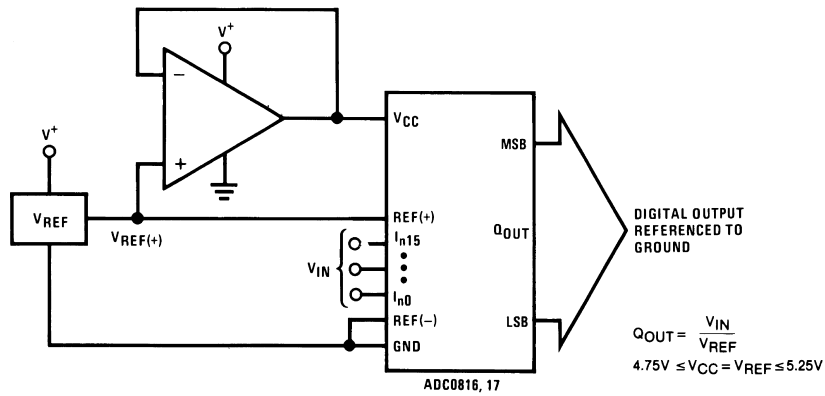 V+
−
V+
+
VCC
MSB
VREF
VREF(+)
REF(+)
In15
VIN
In0
REF(−)
GND
QOUT
LSB
DIGITAL OUTPUT
REFERENCED TO
GROUND
QOUT = VIN / VREF
4.75V ≤ VCC = VREF ≤ 5.25V
ADC0816, 17